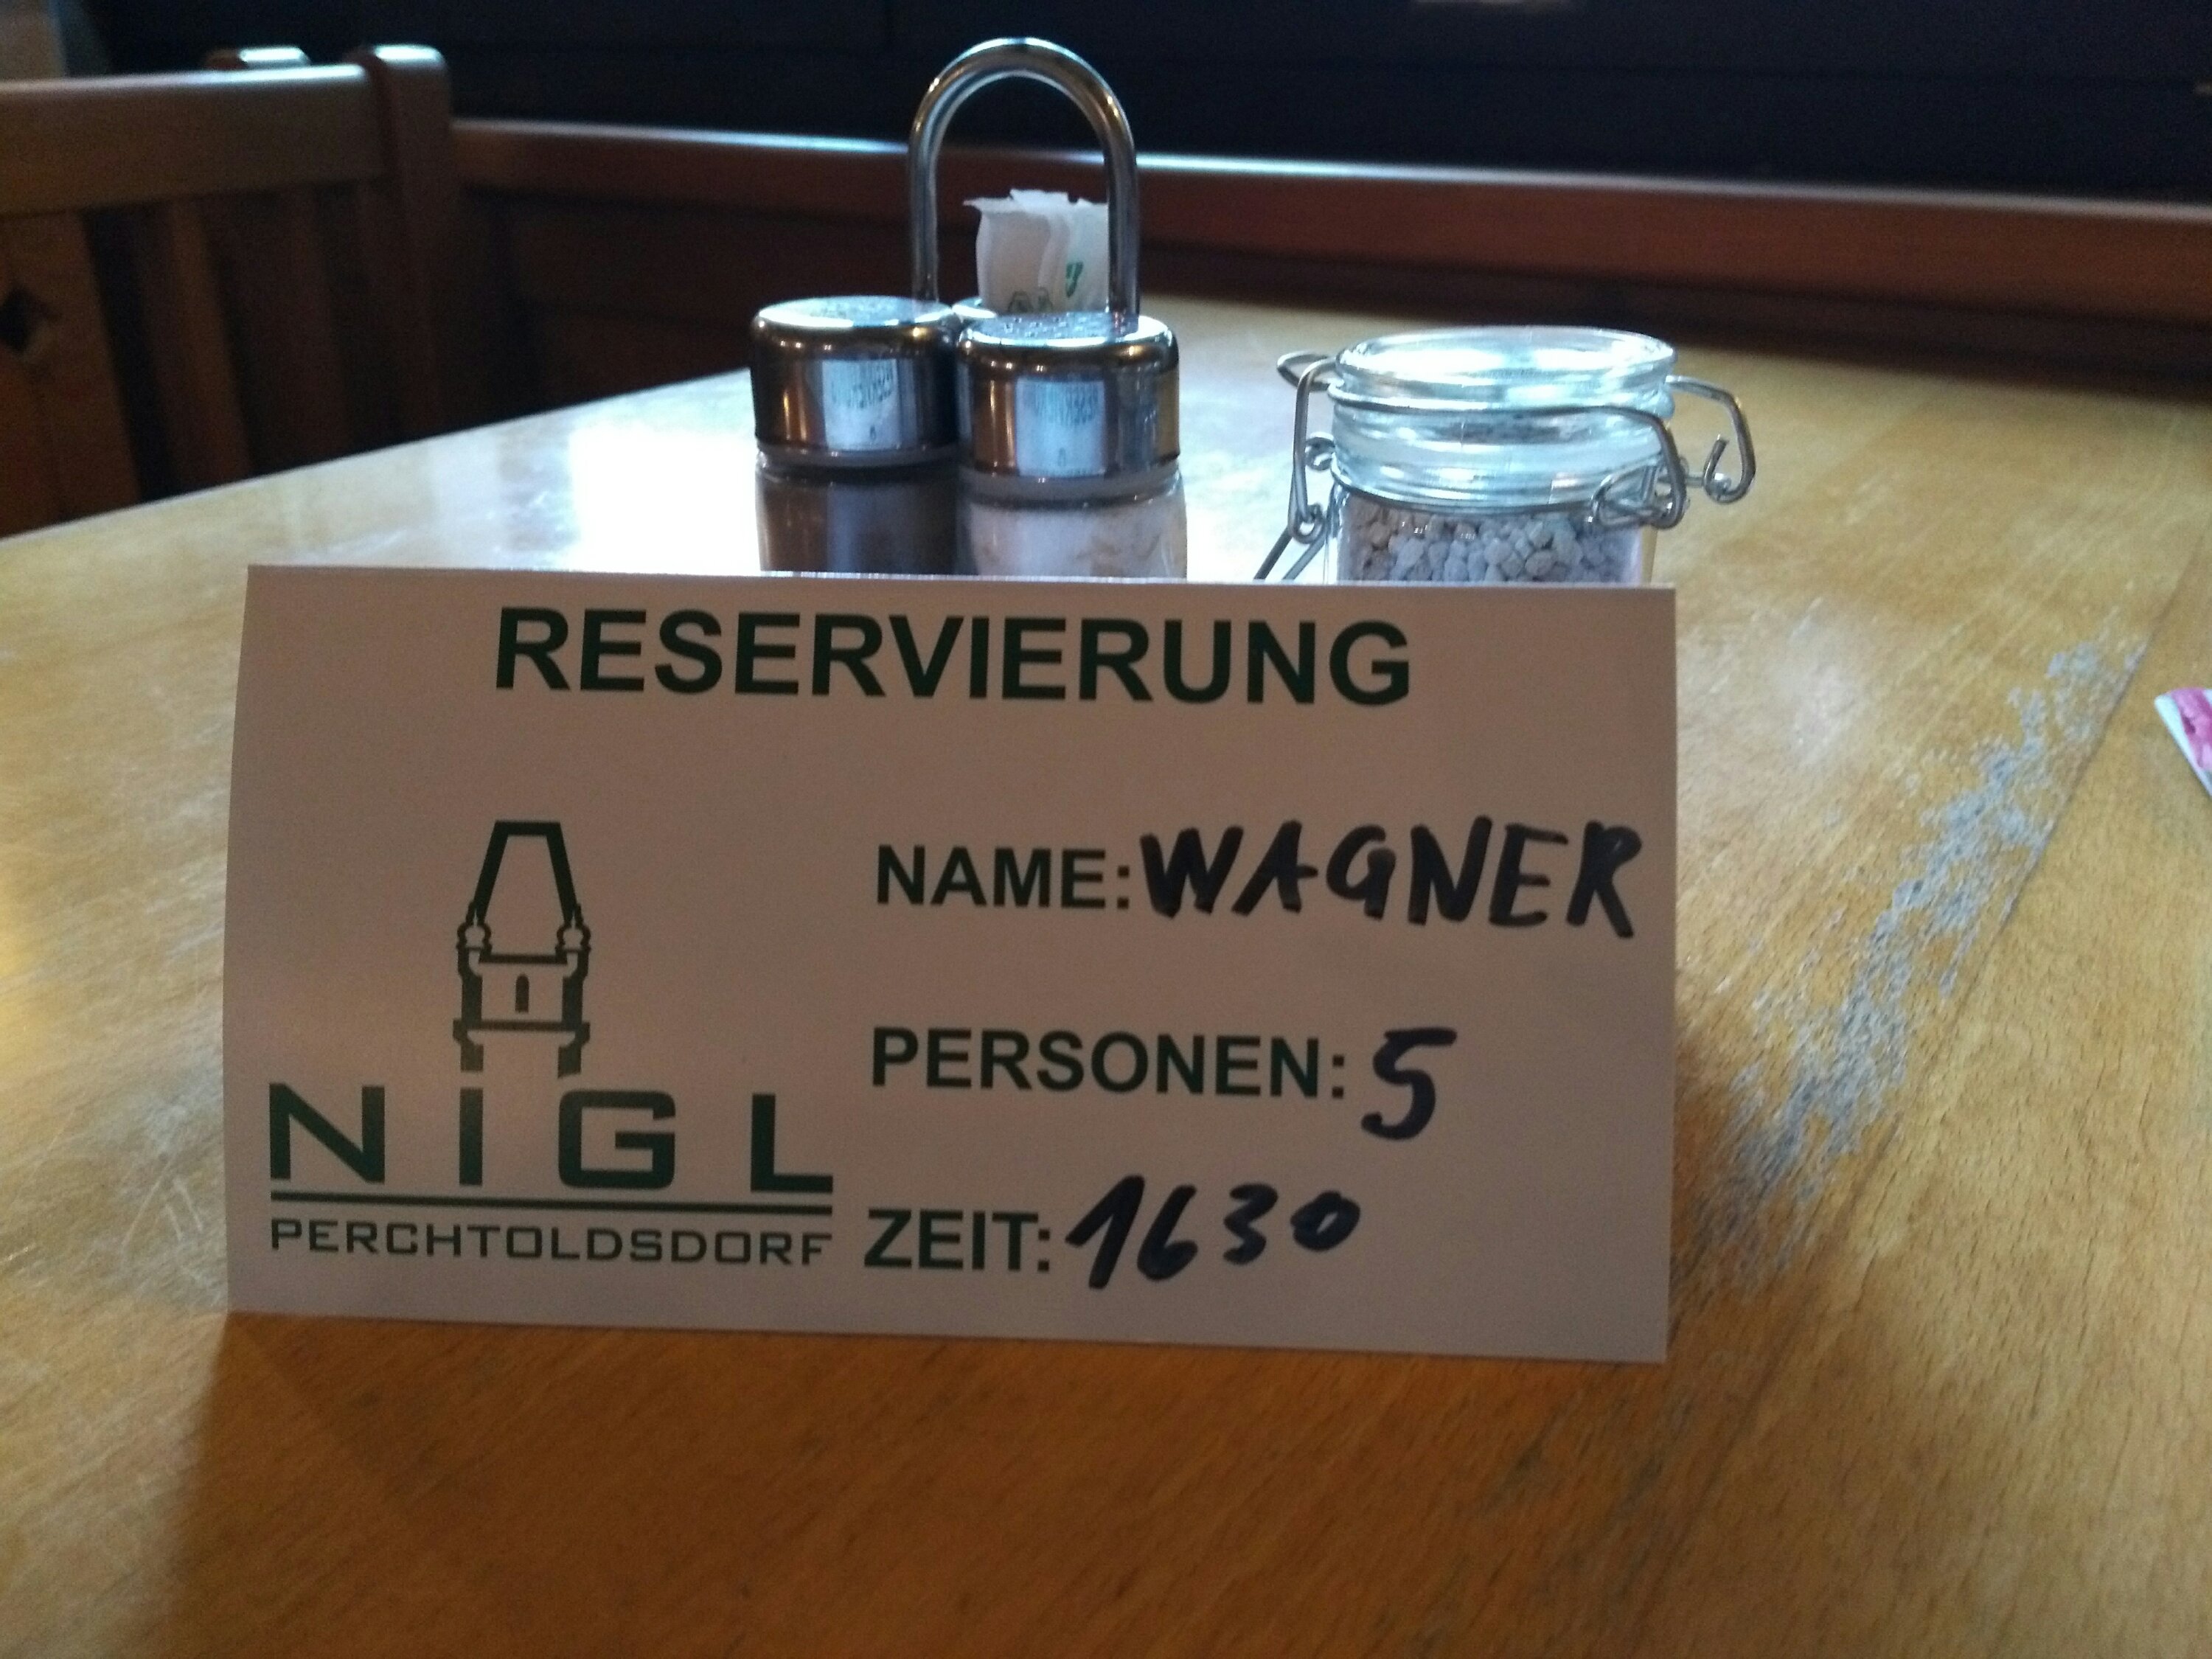 RESERVIERUNG
NAME: WAGNER
PERSONEN: 5
ZEIT: 1630
NIGL
PERCHTOLDSDORF